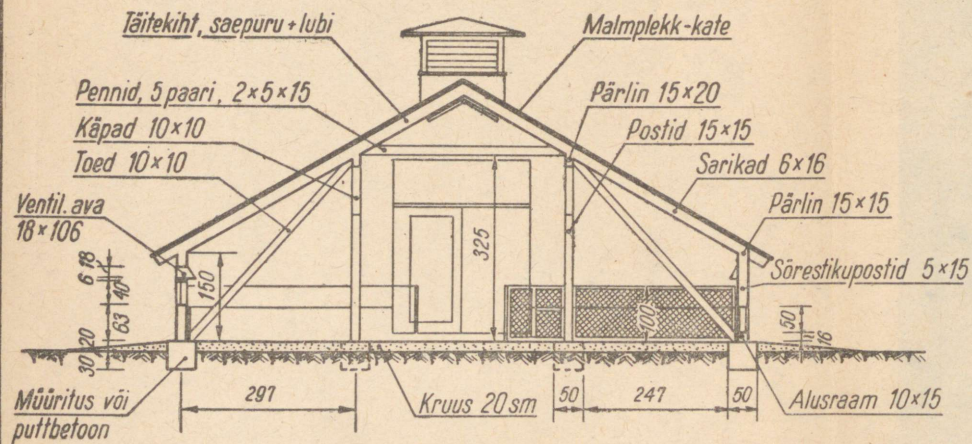 Täitekiht, saepuru + lubi
Malmplekk-kate
Pennid, 5 paari, 2×5×15
Pärlin 15×20
Käpad 10×10
Postid 15×15
Toed 10×10
Sarikad 6×16
Ventil. ava
18×106
Pärlin 15×15
18
6
40
63
20
30
150
325
Sõrestikupostid 5×15
100
50
16
Müüritus või
puttbetoon
297
Kruus 20 sm
50
247
50
Alusraam 10×15